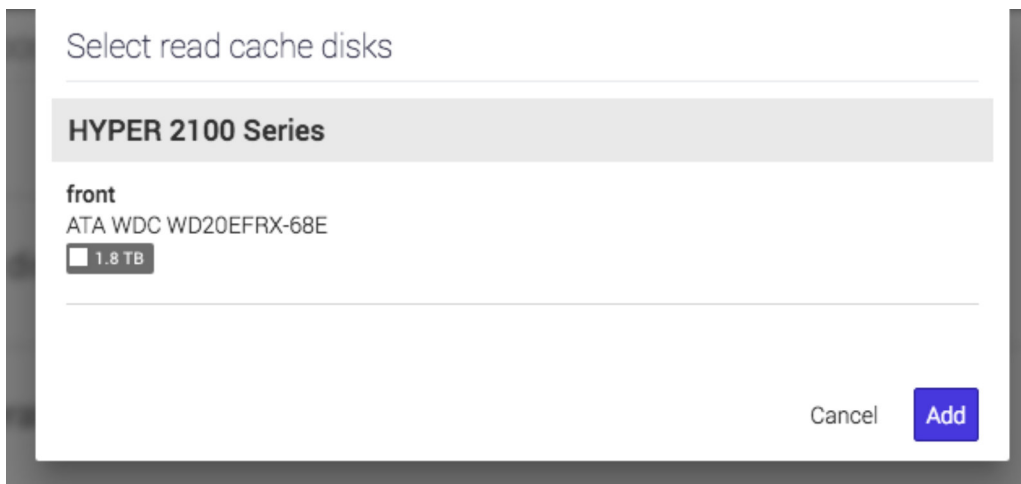 Select read cache disks
HYPER 2100 Series
front
ATA WDC WD20EFRX-68E
1.8 TB
Cancel
Add